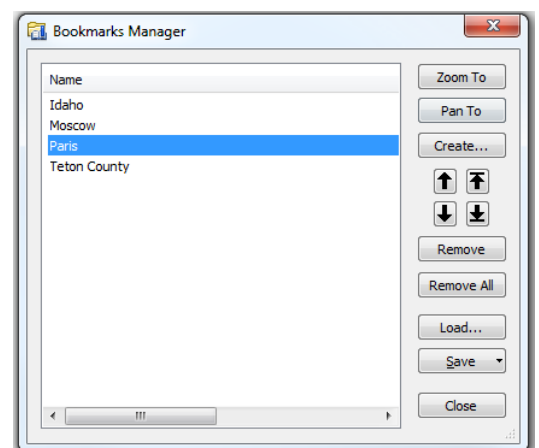 Bookmarks Manager
Name
Idaho
Moscow
Paris
Teton County
Zoom To
Pan To
Create...
Remove
Remove All
Load...
Save
Close